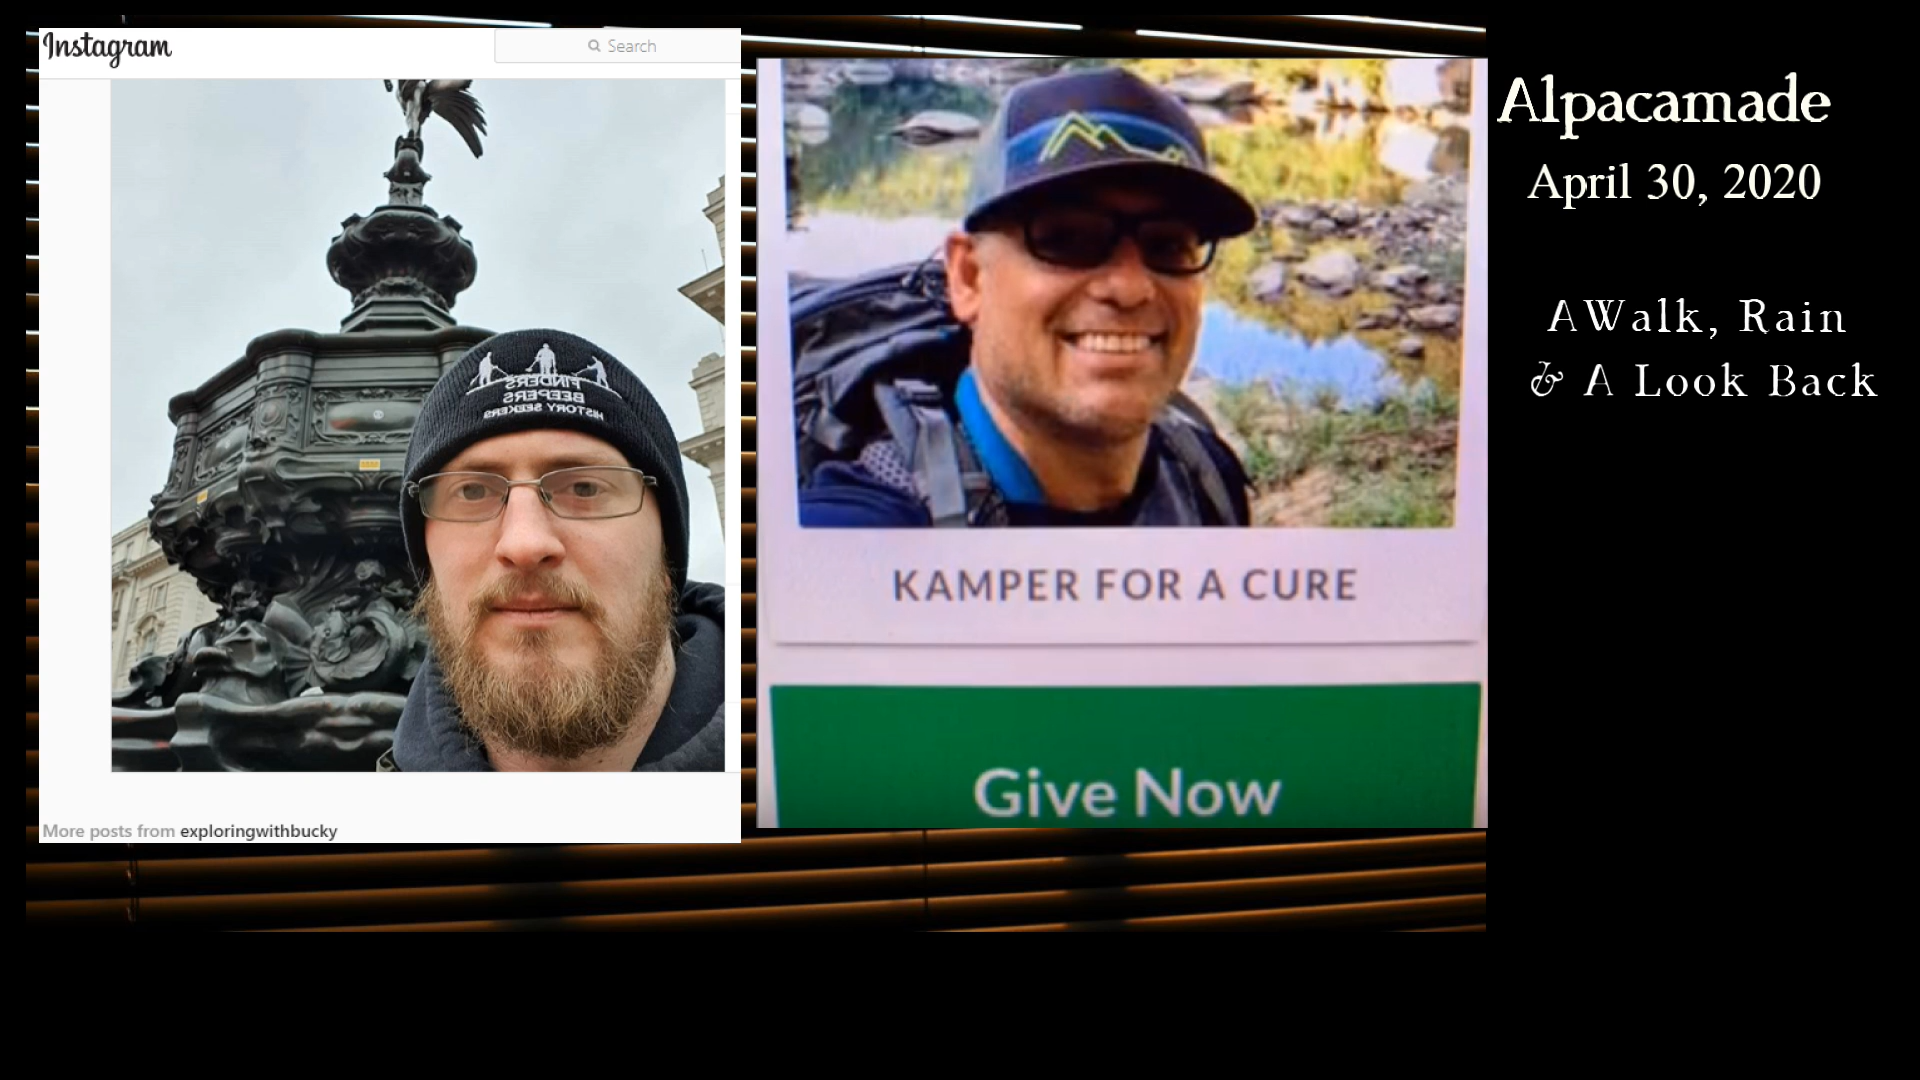 Instagram
Search
FINDERS
BEEPERS
HISTORY SEEKERS
More posts from exploringwithbucky
KAMPER FOR A CURE
Give Now
Alpacamade
April 30, 2020
A Walk, Rain
& A Look Back